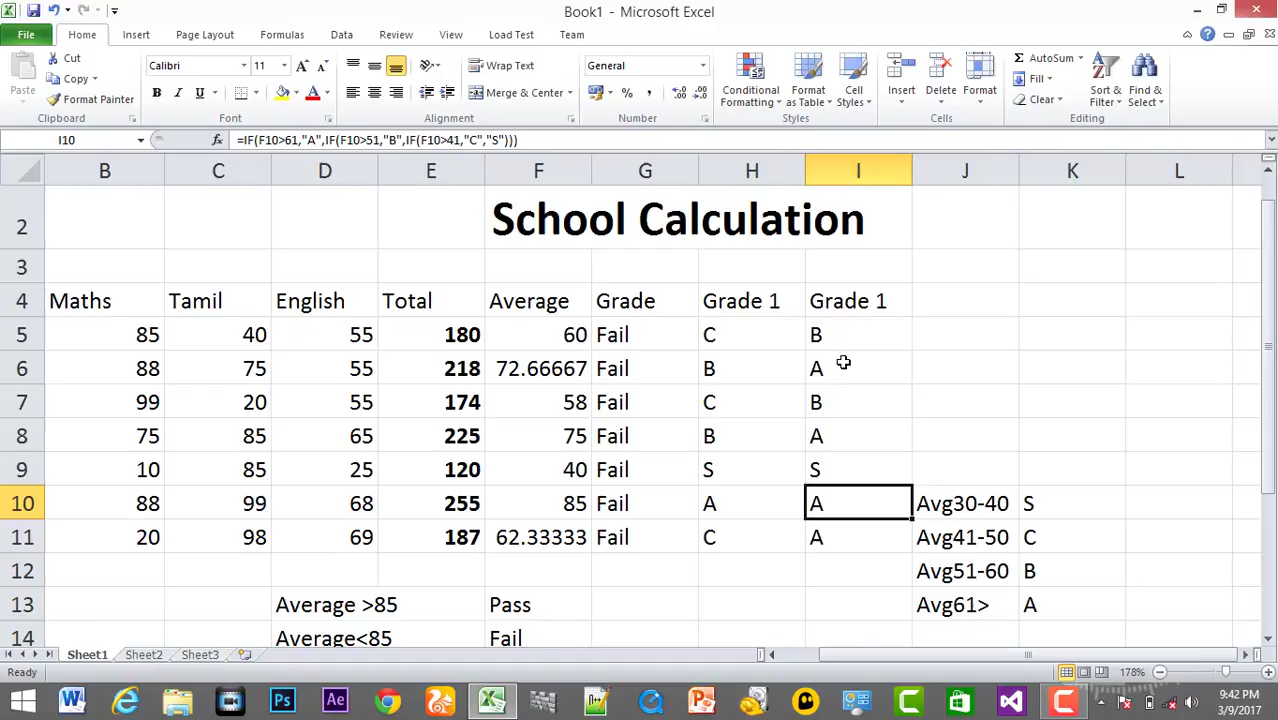 Book1 - Microsoft Excel
File Home Insert Page Layout Formulas Data Review View Load Test Team
Paste
Cut
Copy
Format Painter
Clipboard
Calibri 11
B I U
Font
Wrap Text
Merge & Center
Alignment
General
%
Number
Conditional Formatting
Format as Table
Cell Styles
Styles
Insert Delete Format
Cells
Σ AutoSum
Fill
Clear
Sort & Filter
Find & Select
Editing
I10 fx =IF(F10>61,"A",IF(F10>51,"B",IF(F10>41,"C","S")))
B C D E F G H I J K L
2 School Calculation
3
4 Maths Tamil English Total Average Grade Grade 1 Grade 1
5 85 40 55 180 60 Fail C B
6 88 75 55 218 72.66667 Fail B A
7 99 20 55 174 58 Fail C B
8 75 85 65 225 75 Fail B A
9 10 85 25 120 40 Fail S S
10 88 99 68 255 85 Fail A A Avg30-40 S
11 20 98 69 187 62.33333 Fail C A Avg41-50 C
12 Avg51-60 B
13 Average >85 Pass Avg61> A
14 Average<85 Fail
Sheet1 Sheet2 Sheet3
Ready 178%
W e Ps Ae X P C C
9:42 PM
3/9/2017